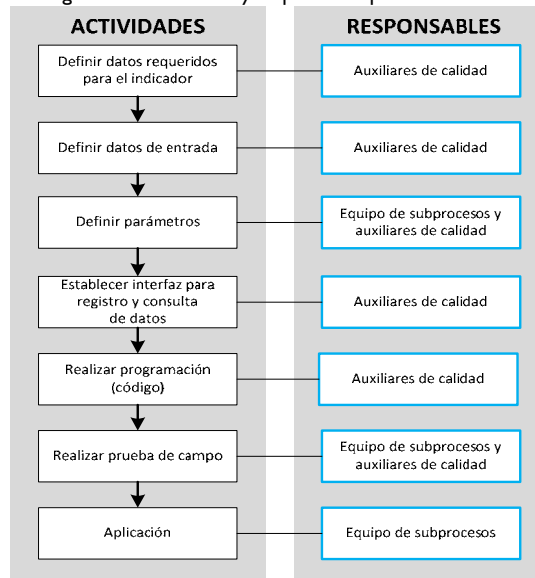 ACTIVIDADES
RESPONSABLES
Definir datos requeridos
para el indicador
Auxiliares de calidad
Definir datos de entrada
Auxiliares de calidad
Definir parámetros
Equipo de subprocesos y
auxiliares de calidad
Establecer interfaz para
registro y consulta
de datos
Auxiliares de calidad
Realizar programación
(código)
Auxiliares de calidad
Realizar prueba de campo
Equipo de subprocesos y
auxiliares de calidad
Aplicación
Equipo de subprocesos